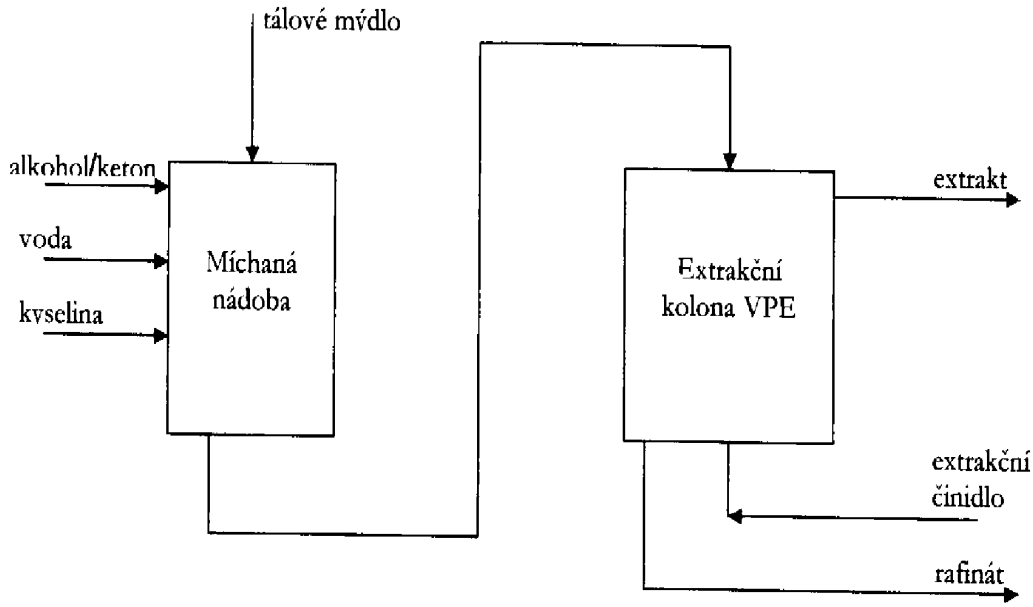 tálové mýdlo
alkohol/keton
voda
kyselina
Míchaná
nádoba
Extrakční
kolona VPE
extrakt
extrakční
činidlo
rafinát